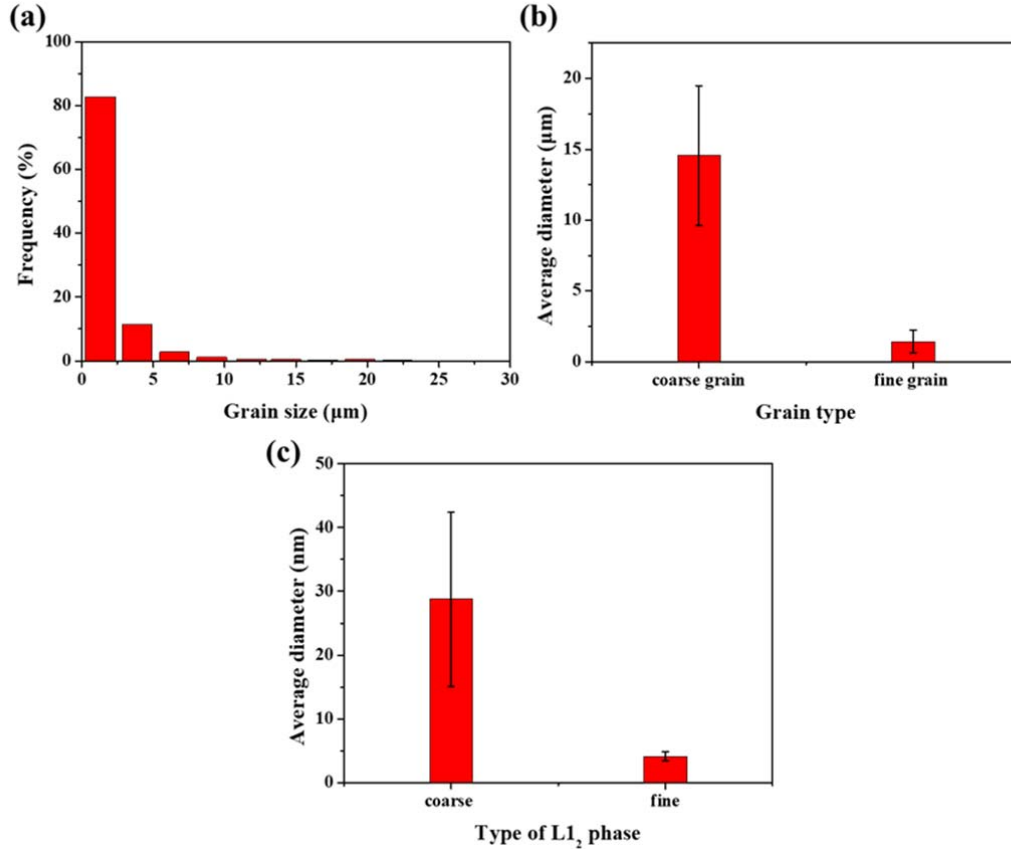 (a)
100
80
60
40
20
0
Frequency (%)
0 5 10 15 20 25 30
Grain size (μm)
(b)
20
15
10
5
0
Average diameter (μm)
coarse grain fine grain
Grain type
(c)
50
40
30
20
10
0
Average diameter (nm)
coarse fine
Type of L1₂ phase